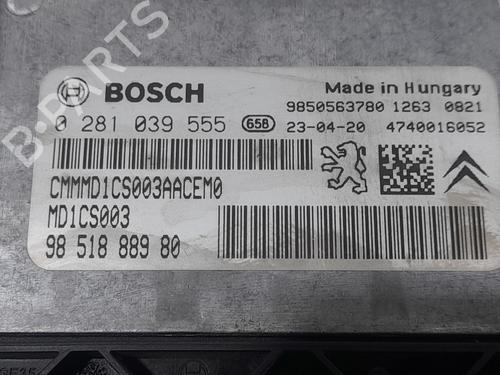 BOSCH
Made in Hungary
9850563780 1263 0821
0 281 039 555 658 23-04-20 4740016052
CMMMD1CS003AACEM0
MD1CS003
98 518 889 80
B-PARTS